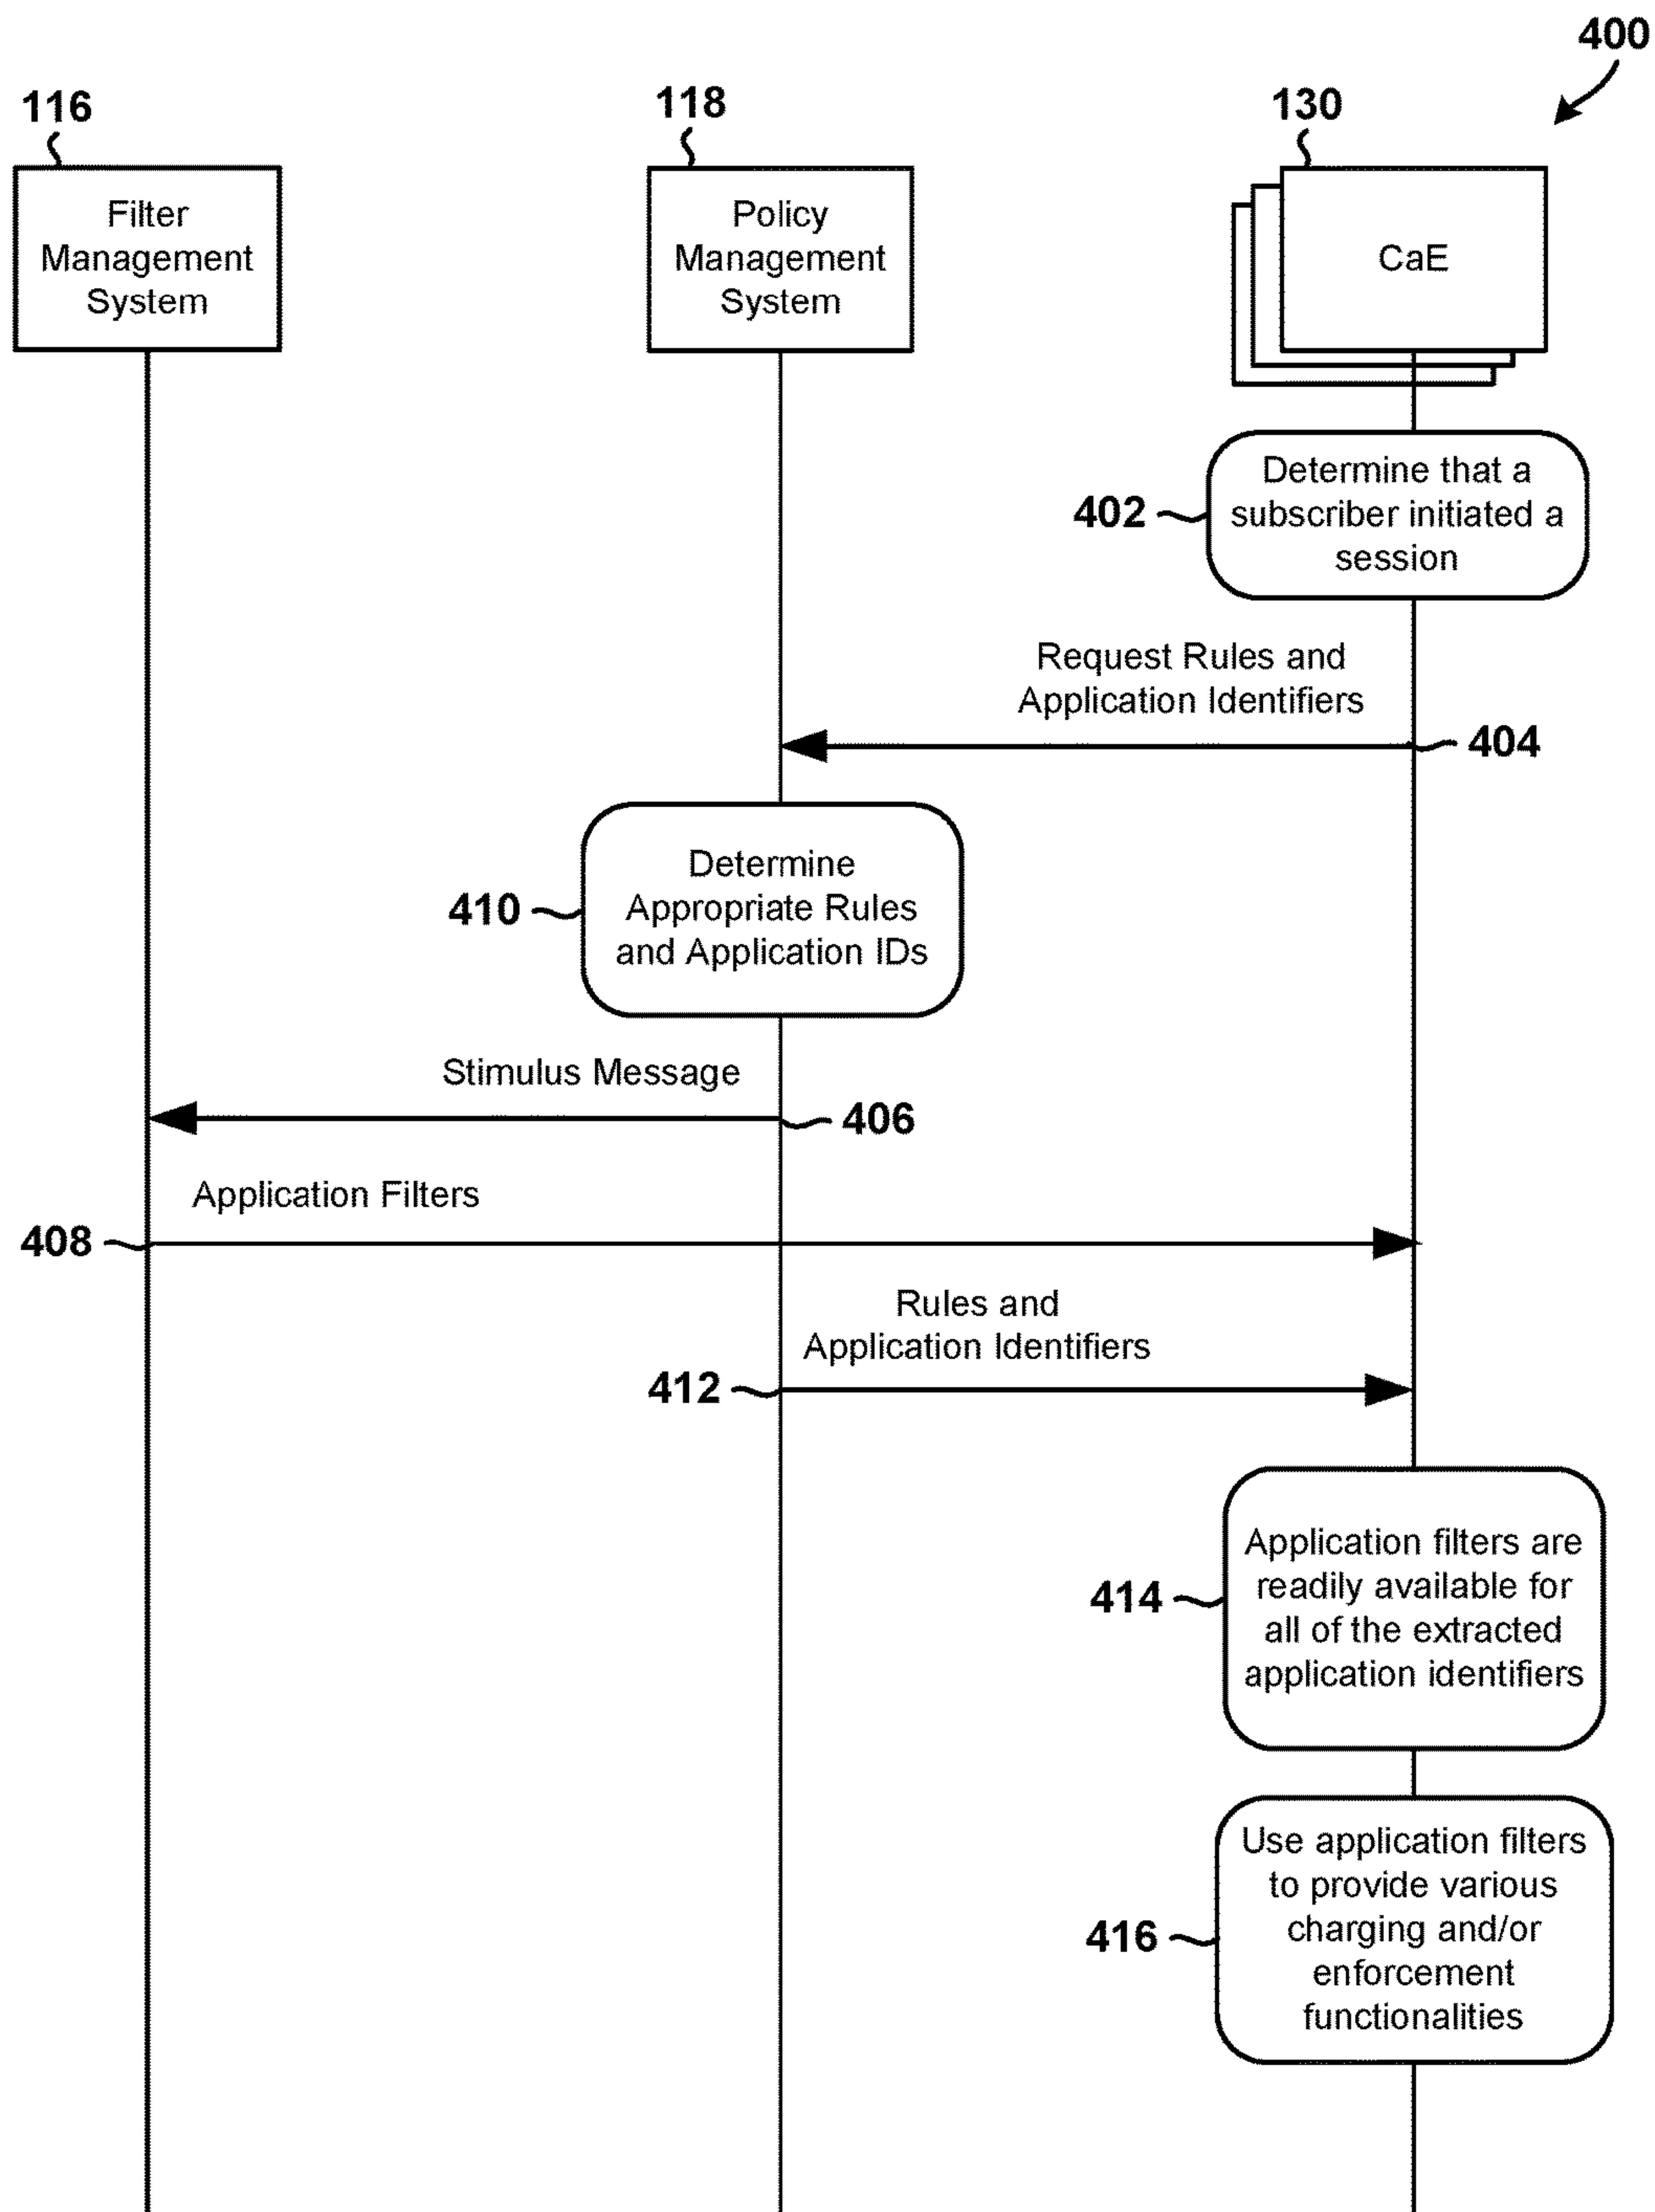 400
116
118
130
Filter
Management
System
Policy
Management
System
CaE
Determine that a
subscriber initiated a
session
402
Request Rules and
Application Identifiers
404
Determine
Appropriate Rules
and Application IDs
410
Stimulus Message
406
Application Filters
408
Rules and
Application Identifiers
412
Application filters are
readily available for
all of the extracted
application identifiers
414
Use application filters
to provide various
charging and/or
enforcement
functionalities
416